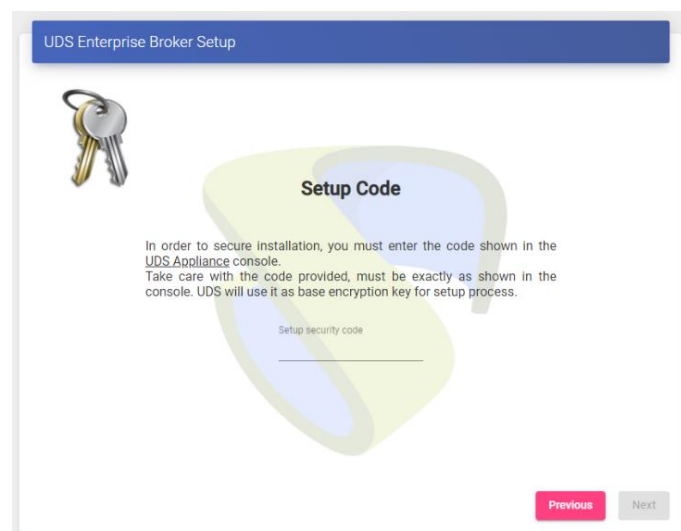 UDS Enterprise Broker Setup
Setup Code
In order to secure installation, you must enter the code shown in the
UDS Appliance console.
Take care with the code provided, must be exactly as shown in the
console. UDS will use it as base encryption key for setup process.
Setup security code
Previous Next